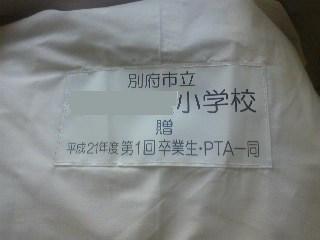 別府市立
小学校
贈
平成21年度 第1回 卒業生・PTA一同